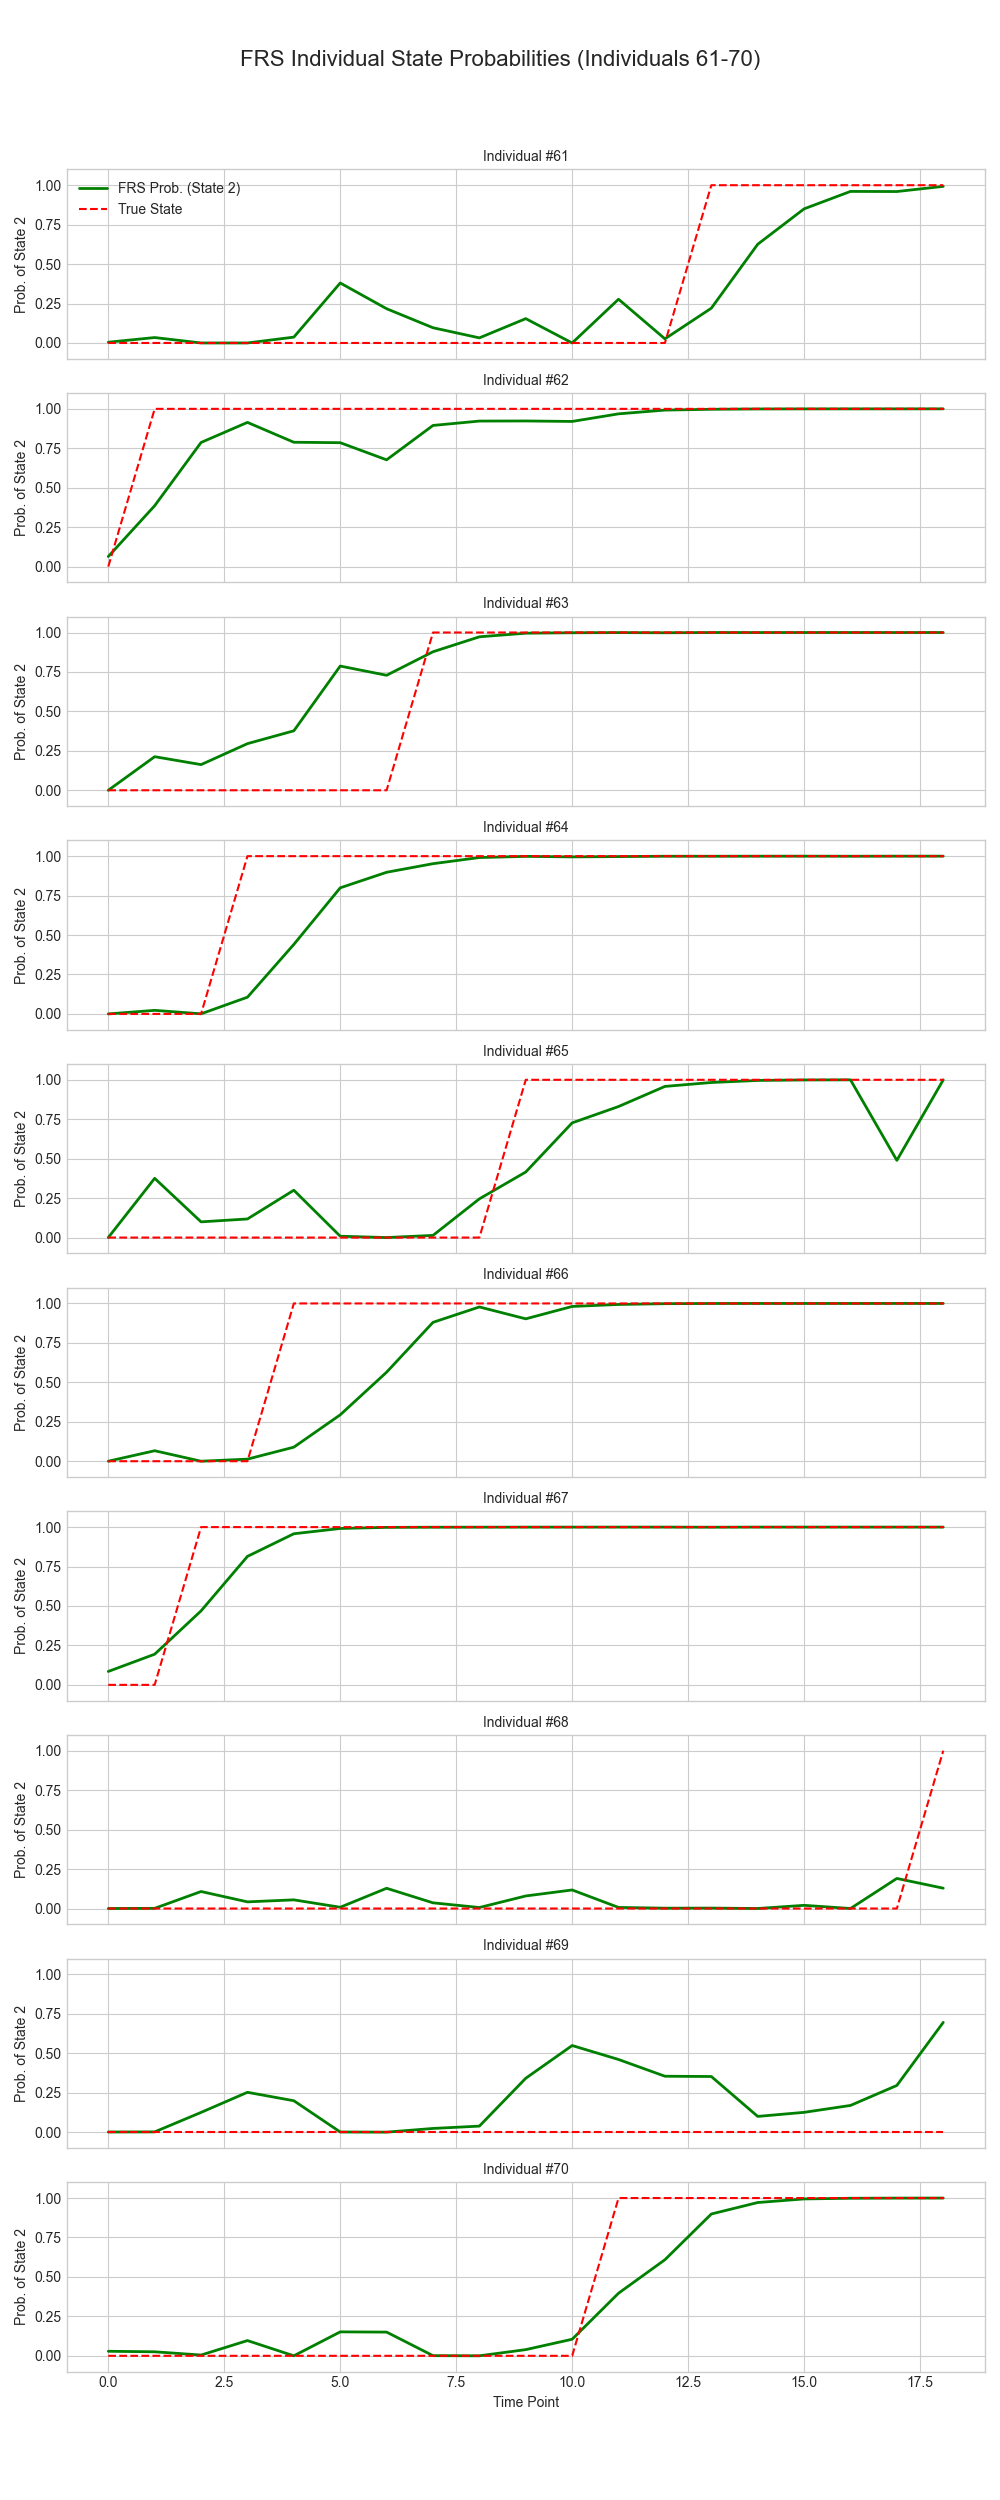 FRS Individual State Probabilities (Individuals 61-70)
Individual #61
FRS Prob. (State 2)
True State
Prob. of State 2
1.00
0.75
0.50
0.25
0.00
Individual #62
Prob. of State 2
1.00
0.75
0.50
0.25
0.00
Individual #63
Prob. of State 2
1.00
0.75
0.50
0.25
0.00
Individual #64
Prob. of State 2
1.00
0.75
0.50
0.25
0.00
Individual #65
Prob. of State 2
1.00
0.75
0.50
0.25
0.00
Individual #66
Prob. of State 2
1.00
0.75
0.50
0.25
0.00
Individual #67
Prob. of State 2
1.00
0.75
0.50
0.25
0.00
Individual #68
Prob. of State 2
1.00
0.75
0.50
0.25
0.00
Individual #69
Prob. of State 2
1.00
0.75
0.50
0.25
0.00
Individual #70
Prob. of State 2
1.00
0.75
0.50
0.25
0.00
0.0 2.5 5.0 7.5 10.0 12.5 15.0 17.5
Time Point